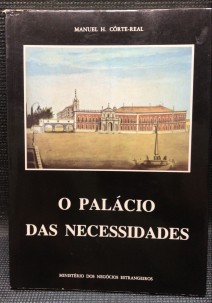 MANUEL H. CÔRTE-REAL
O PALÁCIO
DAS NECESSIDADES
MINISTÉRIO DOS NEGÓCIOS ESTRANGEIROS